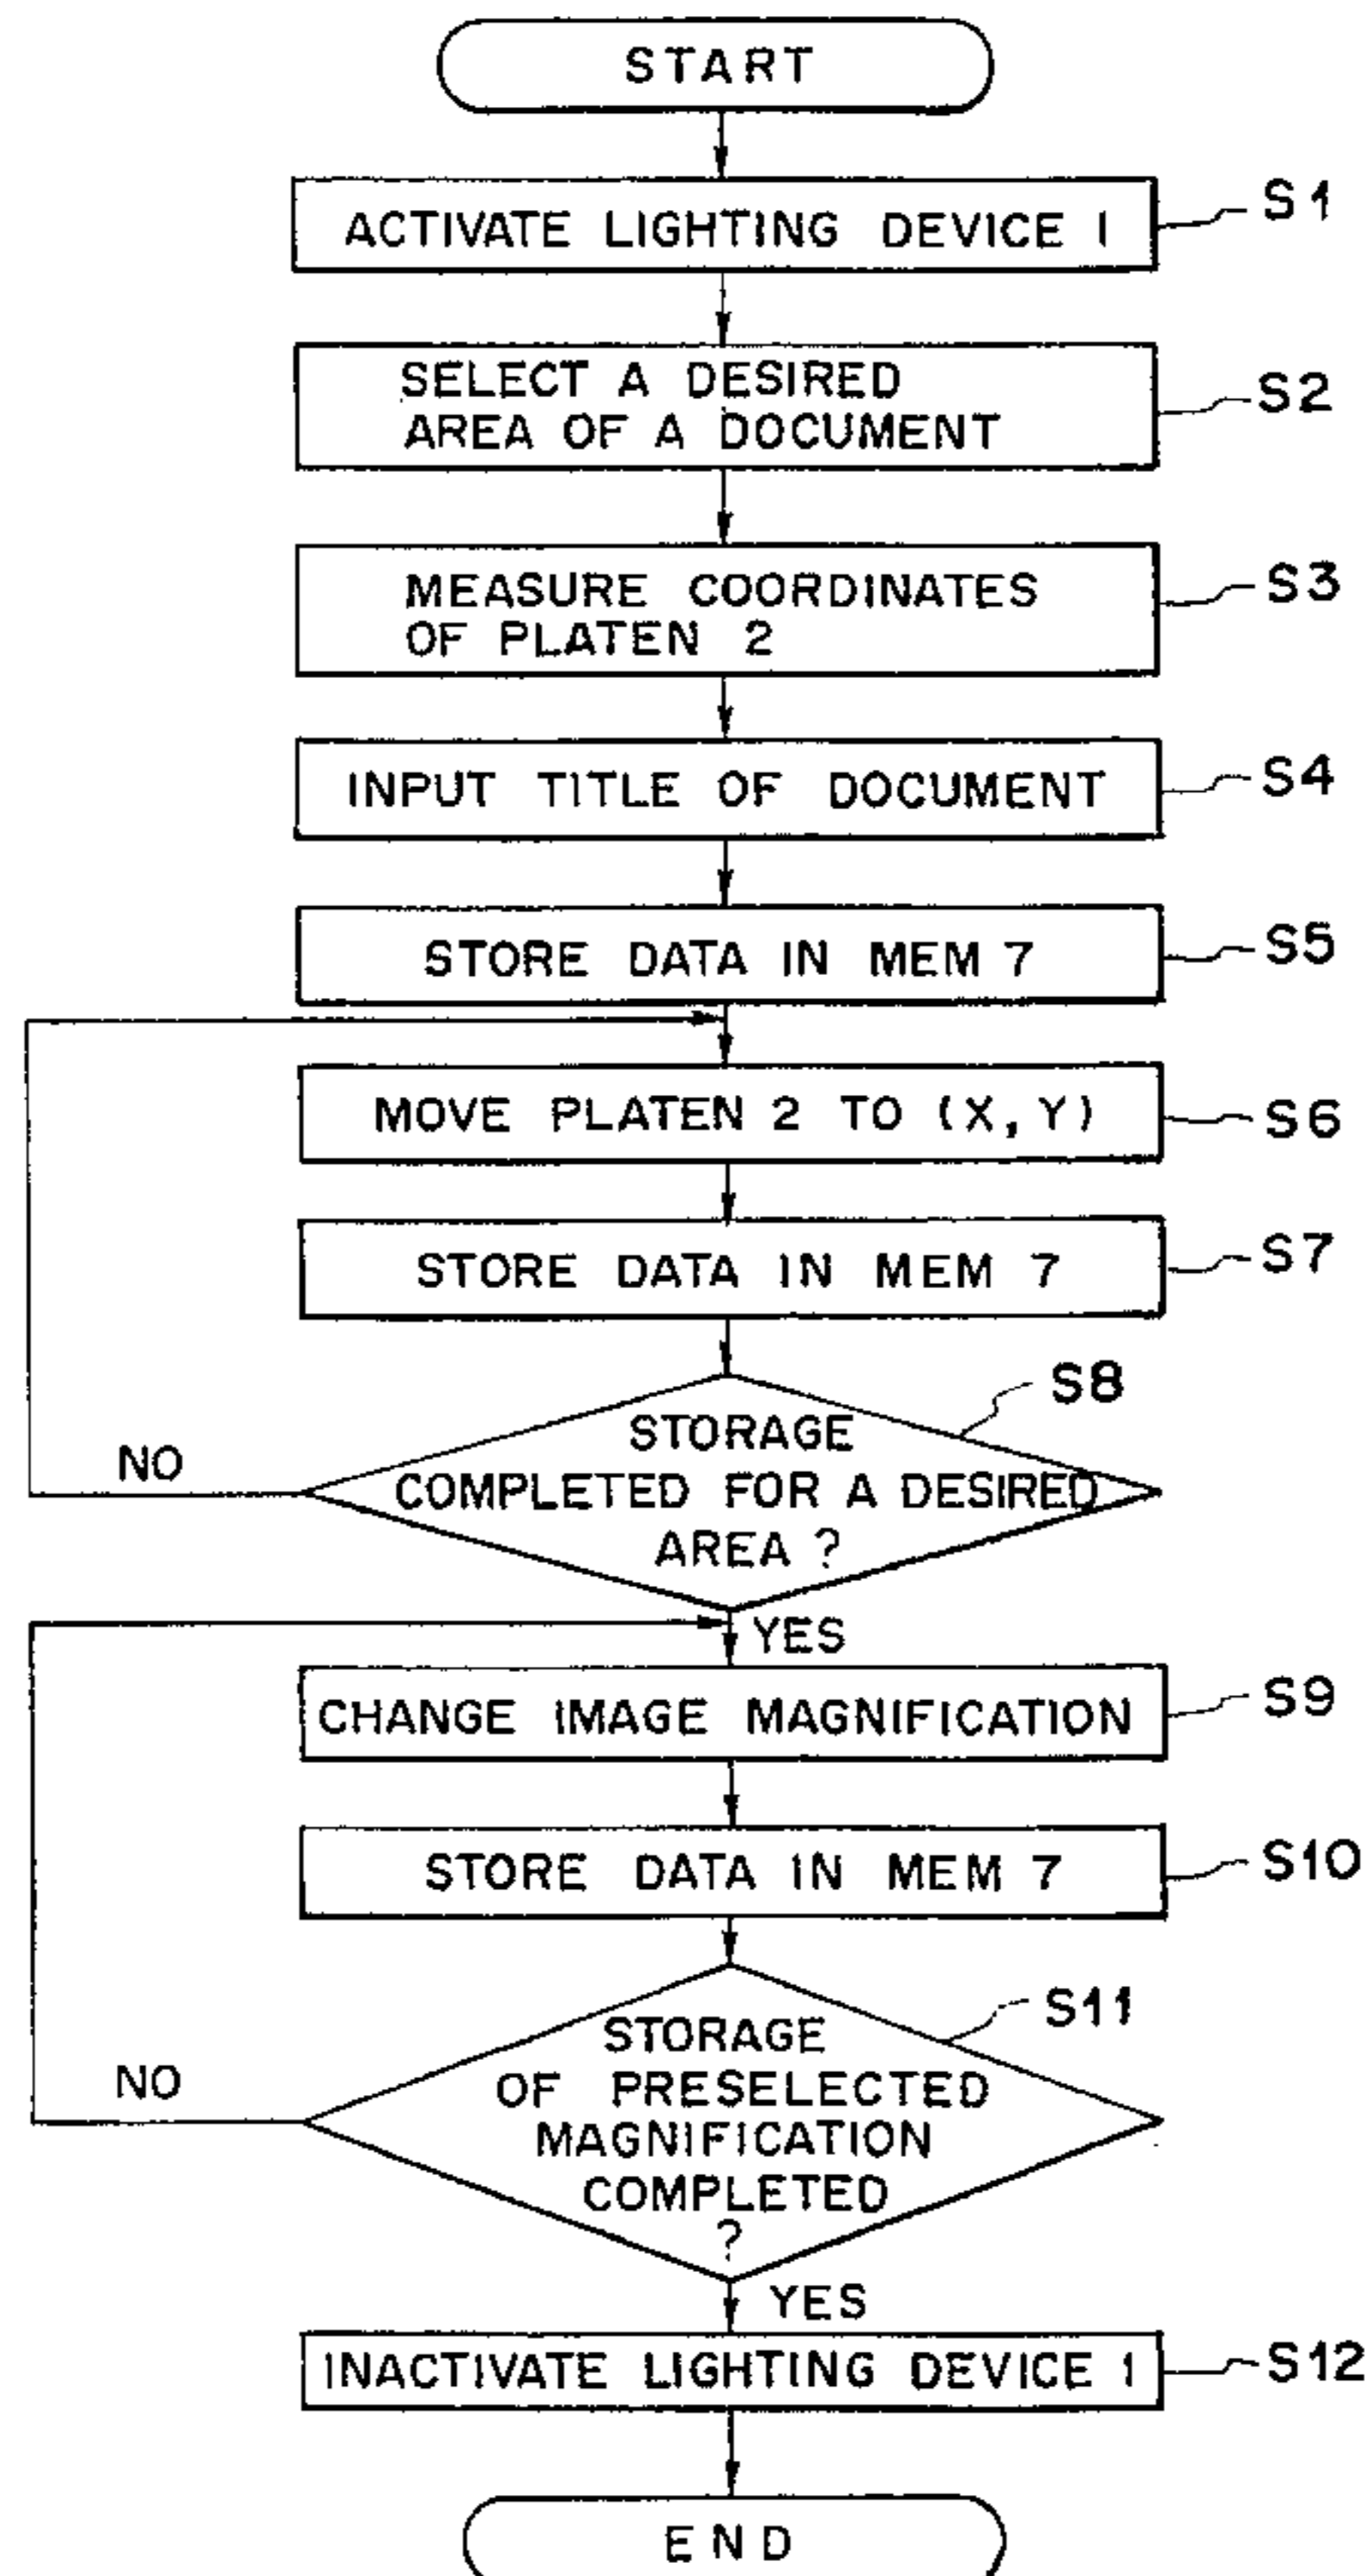 START
ACTIVATE LIGHTING DEVICE 1
S1
SELECT A DESIRED
AREA OF A DOCUMENT
S2
MEASURE COORDINATES
OF PLATEN 2
S3
INPUT TITLE OF DOCUMENT
S4
STORE DATA IN MEM 7
S5
MOVE PLATEN 2 TO (X, Y)
S6
STORE DATA IN MEM 7
S7
STORAGE
COMPLETED FOR A DESIRED
AREA ?
S8
NO
YES
CHANGE IMAGE MAGNIFICATION
S9
STORE DATA IN MEM 7
S10
STORAGE
OF PRESELECTED
MAGNIFICATION
COMPLETED
?
S11
NO
YES
INACTIVATE LIGHTING DEVICE 1
S12
END